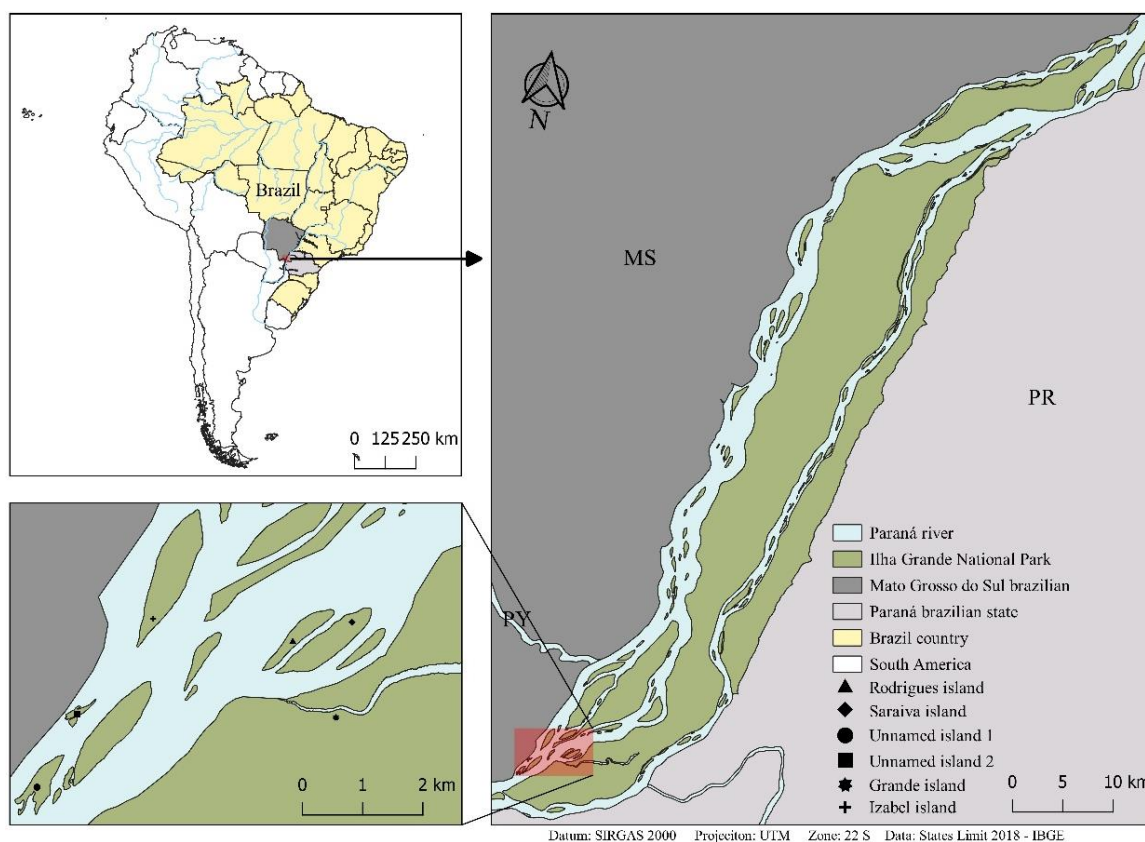 Brazil
0 125 250 km
N
MS
PR
PY
Paraná river
Ilha Grande National Park
Mato Grosso do Sul brazilian
Paraná brazilian state
Brazil country
South America
Rodrigues island
Saraiva island
Unnamed island 1
Unnamed island 2
Grande island
Izabel island
0 5 10 km
0 1 2 km
Datum: SIRGAS 2000 Projeciton: UTM Zone: 22 S Data: States Limit 2018 - IBGE